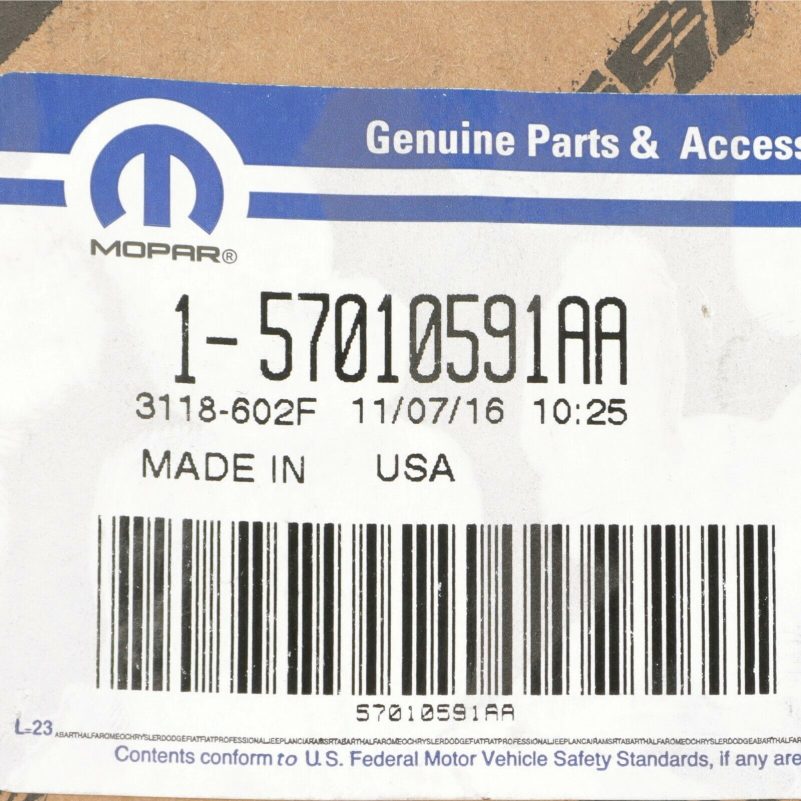 Genuine Parts & Access
MOPAR®
1-57010591AA
3118-602F 11/07/16 10:25
MADE IN USA
57010591AA
L-23
Contents conform to U.S. Federal Motor Vehicle Safety Standards, if any are